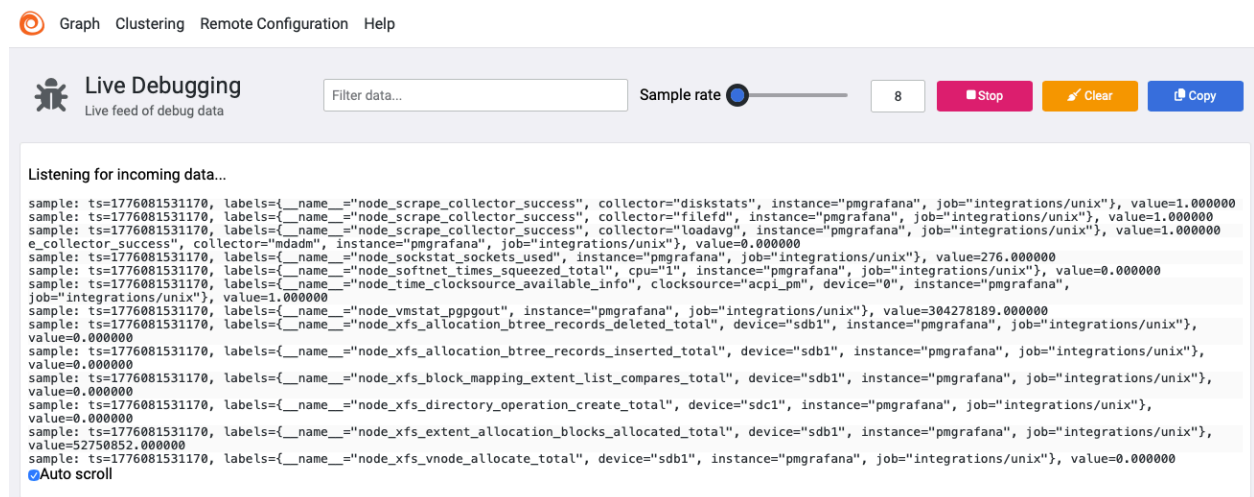 Graph Clustering Remote Configuration Help
Live Debugging
Live feed of debug data
Filter data...
Sample rate
8
Stop
Clear
Copy
Listening for incoming data...
sample: ts=1776081531170, labels={__name__="node_scrape_collector_success", collector="diskstats", instance="pmgrafana", job="integrations/unix"}, value=1.000000
sample: ts=1776081531170, labels={__name__="node_scrape_collector_success", collector="filefd", instance="pmgrafana", job="integrations/unix"}, value=1.000000
sample: ts=1776081531170, labels={__name__="node_scrape_collector_success", collector="loadavg", instance="pmgrafana", job="integrations/unix"}, value=1.000000
e_collector_success", collector="mdadm", instance="pmgrafana", job="integrations/unix"}, value=0.000000
sample: ts=1776081531170, labels={__name__="node_sockstat_sockets_used", instance="pmgrafana", job="integrations/unix"}, value=276.000000
sample: ts=1776081531170, labels={__name__="node_softnet_times_squeezed_total", cpu="1", instance="pmgrafana", job="integrations/unix"}, value=0.000000
sample: ts=1776081531170, labels={__name__="node_time_clocksource_available_info", clocksource="acpi_pm", device="0", instance="pmgrafana",
job="integrations/unix"}, value=1.000000
sample: ts=1776081531170, labels={__name__="node_vmstat_pgpgout", instance="pmgrafana", job="integrations/unix"}, value=304278189.000000
sample: ts=1776081531170, labels={__name__="node_xfs_allocation_btree_records_deleted_total", device="sdb1", instance="pmgrafana", job="integrations/unix"},
value=0.000000
sample: ts=1776081531170, labels={__name__="node_xfs_allocation_btree_records_inserted_total", device="sdb1", instance="pmgrafana", job="integrations/unix"},
value=0.000000
sample: ts=1776081531170, labels={__name__="node_xfs_block_mapping_extent_list_compares_total", device="sdb1", instance="pmgrafana", job="integrations/unix"},
value=0.000000
sample: ts=1776081531170, labels={__name__="node_xfs_directory_operation_create_total", device="sdc1", instance="pmgrafana", job="integrations/unix"},
value=0.000000
sample: ts=1776081531170, labels={__name__="node_xfs_extent_allocation_blocks_allocated_total", device="sdb1", instance="pmgrafana", job="integrations/unix"},
value=52750852.000000
sample: ts=1776081531170, labels={__name__="node_xfs_vnode_allocate_total", device="sdb1", instance="pmgrafana", job="integrations/unix"}, value=0.000000
Auto scroll